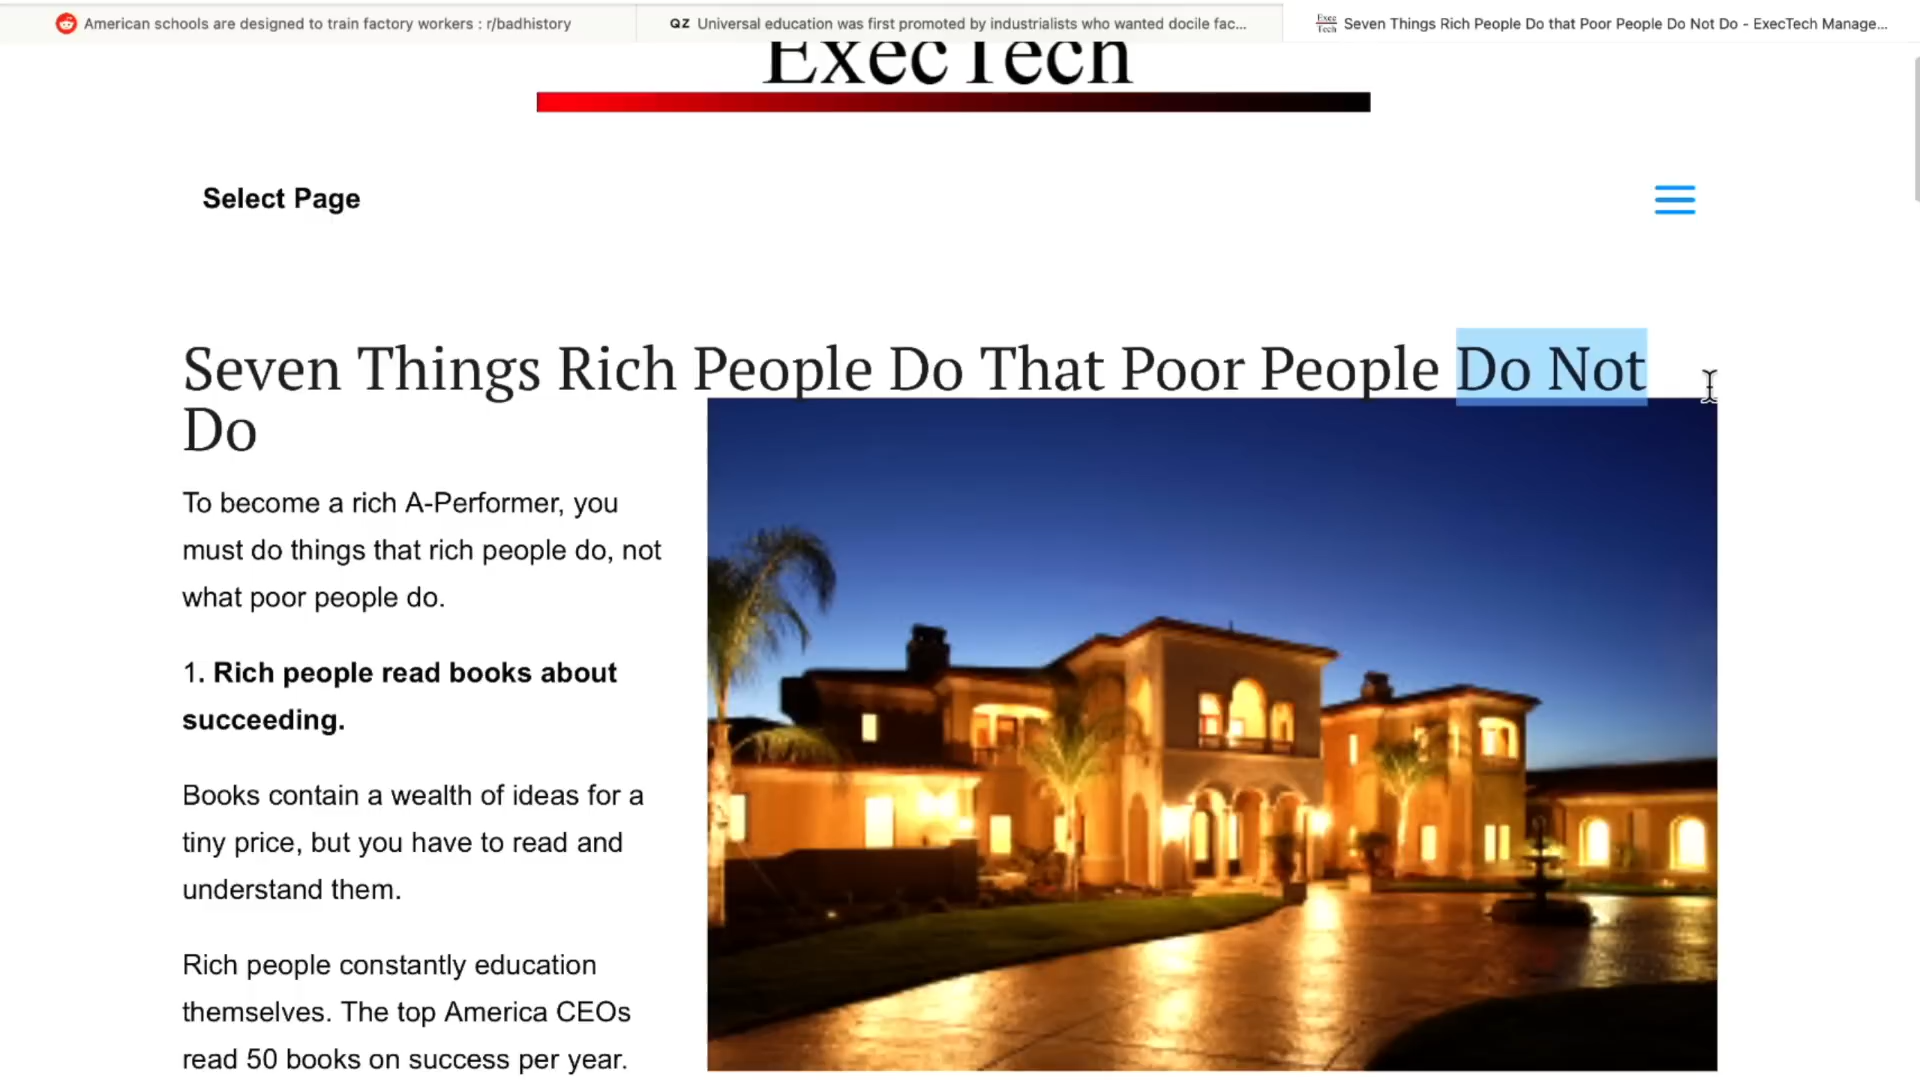 American schools are designed to train factory workers : r/badhistory
QZ Universal education was first promoted by industrialists who wanted docile fac...
Exec Tech Seven Things Rich People Do that Poor People Do Not Do - ExecTech Manage...
ExecTech
Select Page
Seven Things Rich People Do That Poor People Do Not
Do
To become a rich A-Performer, you
must do things that rich people do, not
what poor people do.
1. Rich people read books about
succeeding.
Books contain a wealth of ideas for a
tiny price, but you have to read and
understand them.
Rich people constantly education
themselves. The top America CEOs
read 50 books on success per year.